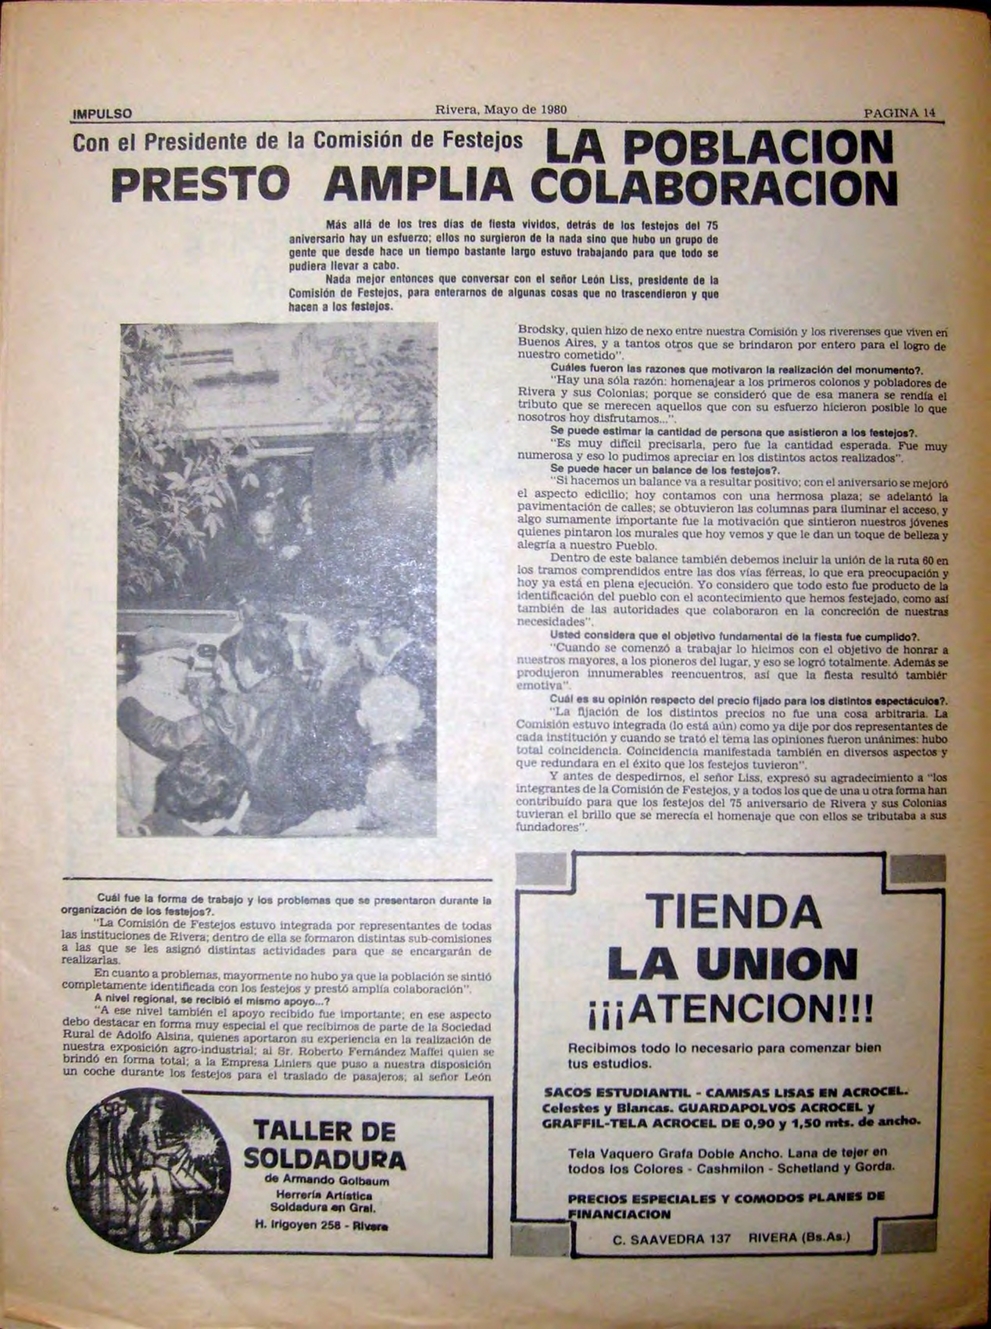 IMPULSO
Rivera, Mayo de 1980
PAGINA 14
Con el Presidente de la Comisión de Festejos LA POBLACION
PRESTO AMPLIA COLABORACION
Más allá de los tres días de fiesta vividos, detrás de los festejos del 75
aniversario hay un esfuerzo; ellos no surgieron de la nada sino que hubo un grupo de
gente que desde hace un tiempo bastante largo estuvo trabajando para que todo se
pudiera llevar a cabo.
Nada mejor entonces que conversar con el señor León Liss, presidente de la
Comisión de Festejos, para enterarnos de algunas cosas que no trascendieron y que
hacen a los festejos.
Cuál fue la forma de trabajo y los problemas que se presentaron durante la
organización de los festejos?.
"La Comisión de Festejos estuvo integrada por representantes de todas
las instituciones de Rivera; dentro de ella se formaron distintas sub-comisiones
a las que se les asignó distintas actividades para que se encargarán de
realizarlas.
En cuanto a problemas, mayormente no hubo ya que la población se sintió
completamente identificada con los festejos y prestó amplia colaboración".
A nivel regional, se recibió el mismo apoyo...?
"A ese nivel también el apoyo recibido fue importante; en ese aspecto
debo destacar en forma muy especial el que recibimos de parte de la Sociedad
Rural de Adolfo Alsina, quienes aportaron su experiencia en la realización de
nuestra exposición agro-industrial; al Sr. Roberto Fernández Maffei quien se
brindó en forma total; a la Empresa Liniers que puso a nuestra disposición
un coche durante los festejos para el traslado de pasajeros; al señor León
Brodsky, quien hizo de nexo entre nuestra Comisión y los riverenses que viven en
Buenos Aires, y a tantos otros que se brindaron por entero para el logro de
nuestro cometido".
Cuáles fueron las razones que motivaron la realización del monumento?.
"Hay una sóla razón: homenajear a los primeros colonos y pobladores de
Rivera y sus Colonias; porque se consideró que de esa manera se rendía el
tributo que se merecen aquellos que con su esfuerzo hicieron posible lo que
nosotros hoy disfrutamos...".
Se puede estimar la cantidad de persona que asistieron a los festejos?.
"Es muy difícil precisarla, pero fue la cantidad esperada. Fue muy
numerosa y eso lo pudimos apreciar en los distintos actos realizados".
Se puede hacer un balance de los festejos?.
"Si hacemos un balance va a resultar positivo; con el aniversario se mejoró
el aspecto edicilio; hoy contamos con una hermosa plaza; se adelantó la
pavimentación de calles; se obtuvieron las columnas para iluminar el acceso, y
algo sumamente importante fue la motivación que sintieron nuestros jóvenes
quienes pintaron los murales que hoy vemos y que le dan un toque de belleza y
alegría a nuestro Pueblo.
Dentro de este balance también debemos incluir la unión de la ruta 60 en
los tramos comprendidos entre las dos vías férreas, lo que era preocupación y
hoy ya está en plena ejecución. Yo considero que todo esto fue producto de la
identificación del pueblo con el acontecimiento que hemos festejado, como así
también de las autoridades que colaboraron en la concreción de nuestras
necesidades".
Usted considera que el objetivo fundamental de la fiesta fue cumplido?.
"Cuando se comenzó a trabajar lo hicimos con el objetivo de honrar a
nuestros mayores, a los pioneros del lugar, y eso se logró totalmente. Además se
produjeron innumerables reencuentros, así que la fiesta resultó también
emotiva".
Cuál es su opinión respecto del precio fijado para los distintos espectáculos?.
"La fijación de los distintos precios no fue una cosa arbitraria. La
Comisión estuvo integrada (lo está aún) como ya dije por dos representantes de
cada institución y cuando se trató el tema las opiniones fueron unánimes: hubo
total coincidencia. Coincidencia manifestada también en diversos aspectos y
que redundara en el éxito que los festejos tuvieron".
Y antes de despedirnos, el señor Liss, expresó su agradecimiento a "los
integrantes de la Comisión de Festejos, y a todos los que de una u otra forma han
contribuído para que los festejos del 75 aniversario de Rivera y sus Colonias
tuvieran el brillo que se merecía el homenaje que con ellos se tributaba a sus
fundadores".
TALLER DE
SOLDADURA
de Armando Golbaum
Herrería Artística
Soldadura en Gral.
H. Irigoyen 258 - Rivera
TIENDA
LA UNION
¡¡¡ATENCION!!!
Recibimos todo lo necesario para comenzar bien
tus estudios.
SACOS ESTUDIANTIL - CAMISAS LISAS EN ACROCEL.
Celestes y Blancas. GUARDAPOLVOS ACROCEL y
GRAFFIL-TELA ACROCEL DE 0,90 y 1,50 mts. de ancho.
Tela Vaquero Grafa Doble Ancho. Lana de tejer en
todos los Colores - Cashmilon - Schetland y Gorda.
PRECIOS ESPECIALES Y COMODOS PLANES DE
FINANCIACION
C. SAAVEDRA 137 RIVERA (Bs.As.)